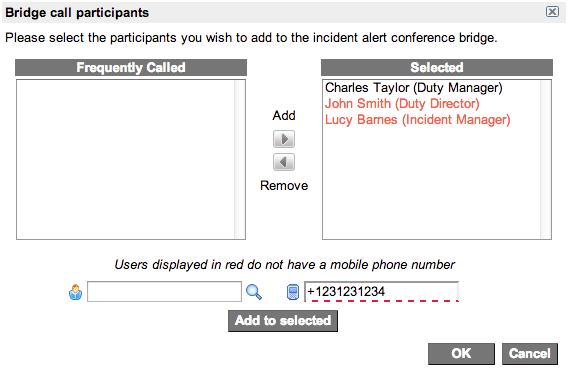 Bridge call participants
Please select the participants you wish to add to the incident alert conference bridge.
Frequently Called
Selected
Charles Taylor (Duty Manager)
John Smith (Duty Director)
Lucy Barnes (Incident Manager)
Add
Remove
Users displayed in red do not have a mobile phone number
+1231231234
Add to selected
OK
Cancel